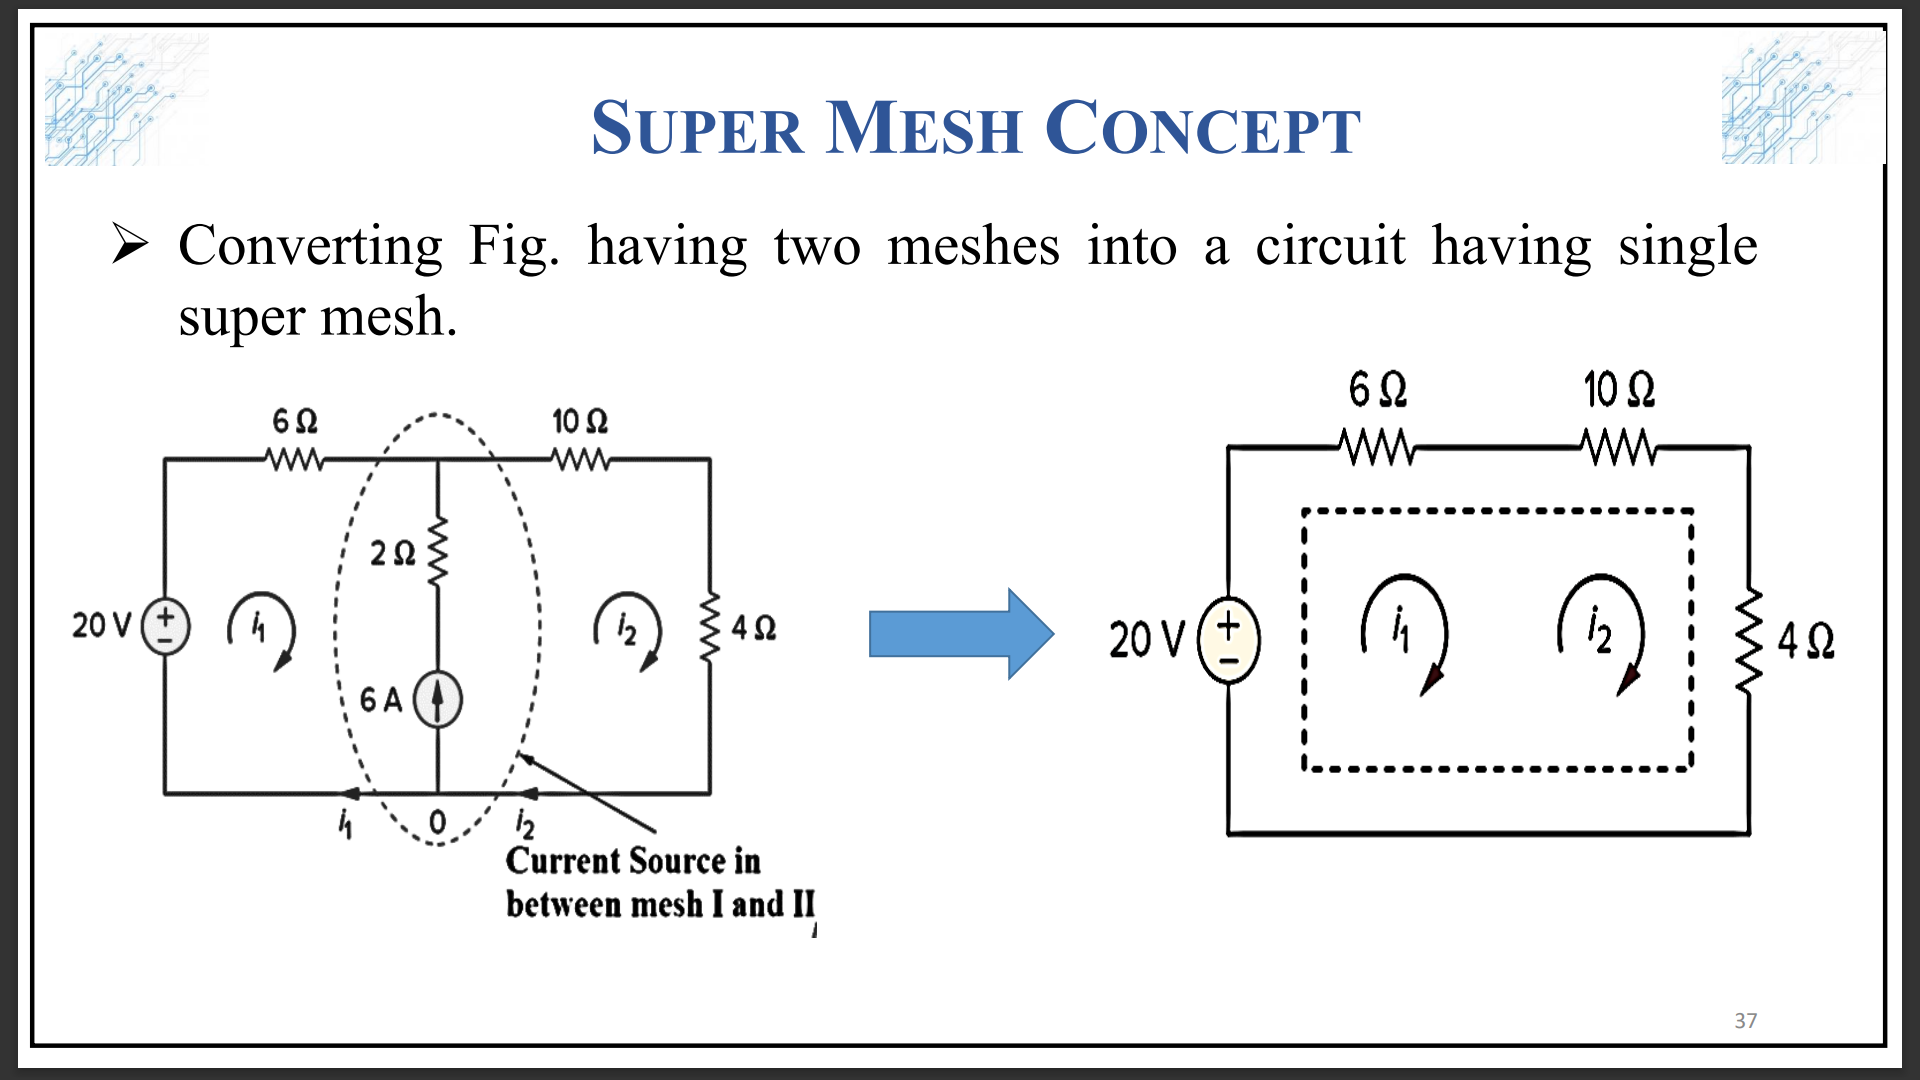 SUPER MESH CONCEPT
➢ Converting Fig. having two meshes into a circuit having single
super mesh.
6 Ω
10 Ω
2 Ω
20 V
+
−
i1
i2
4 Ω
6 A
i1
0
i2
Current Source in
between mesh I and II
6 Ω
10 Ω
20 V
+
−
i1
i2
4 Ω
37